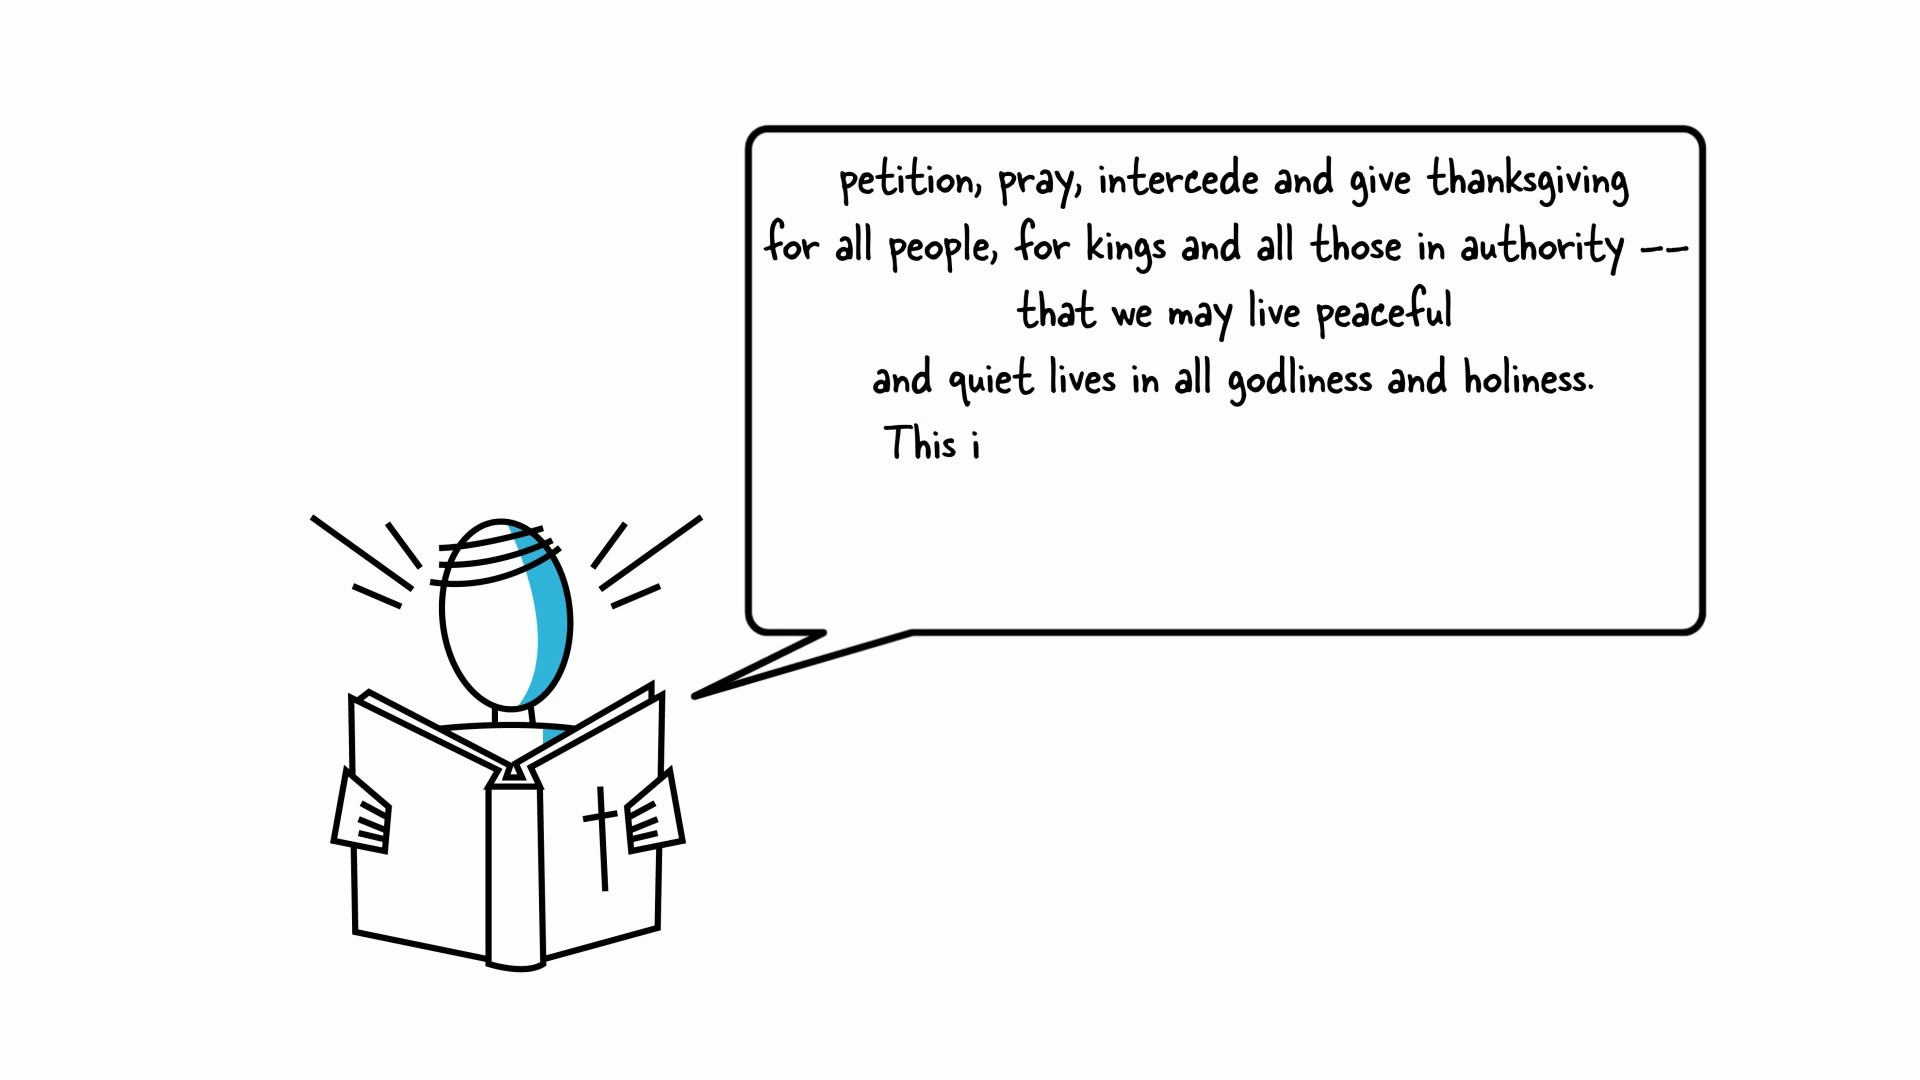 petition, pray, intercede and give thanksgiving
for all people, for kings and all those in authority --
that we may live peaceful
and quiet lives in all godliness and holiness.
This i